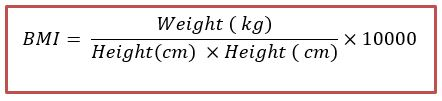 BMI = Weight ( kg) / Height(cm) × Height ( cm) × 10000